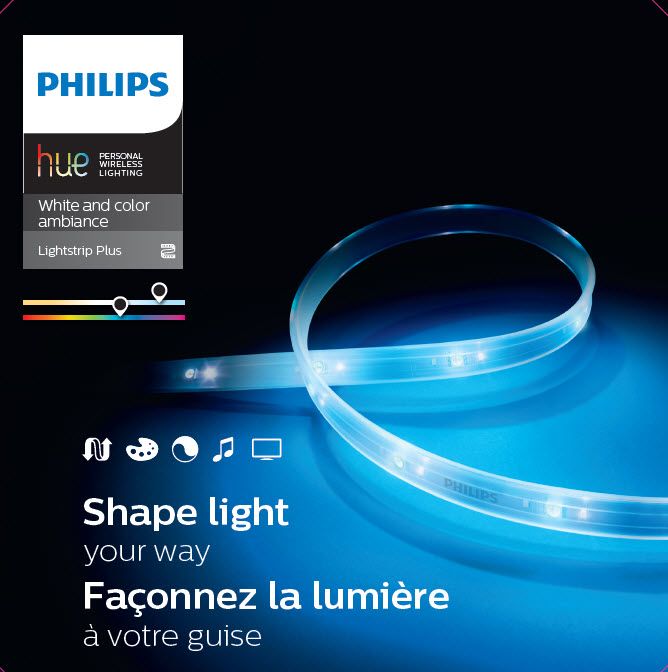 PHILIPS
hue PERSONAL
WIRELESS
LIGHTING
White and color
ambiance
Lightstrip Plus
PHILIPS
Shape light
your way
Façonnez la lumière
à votre guise